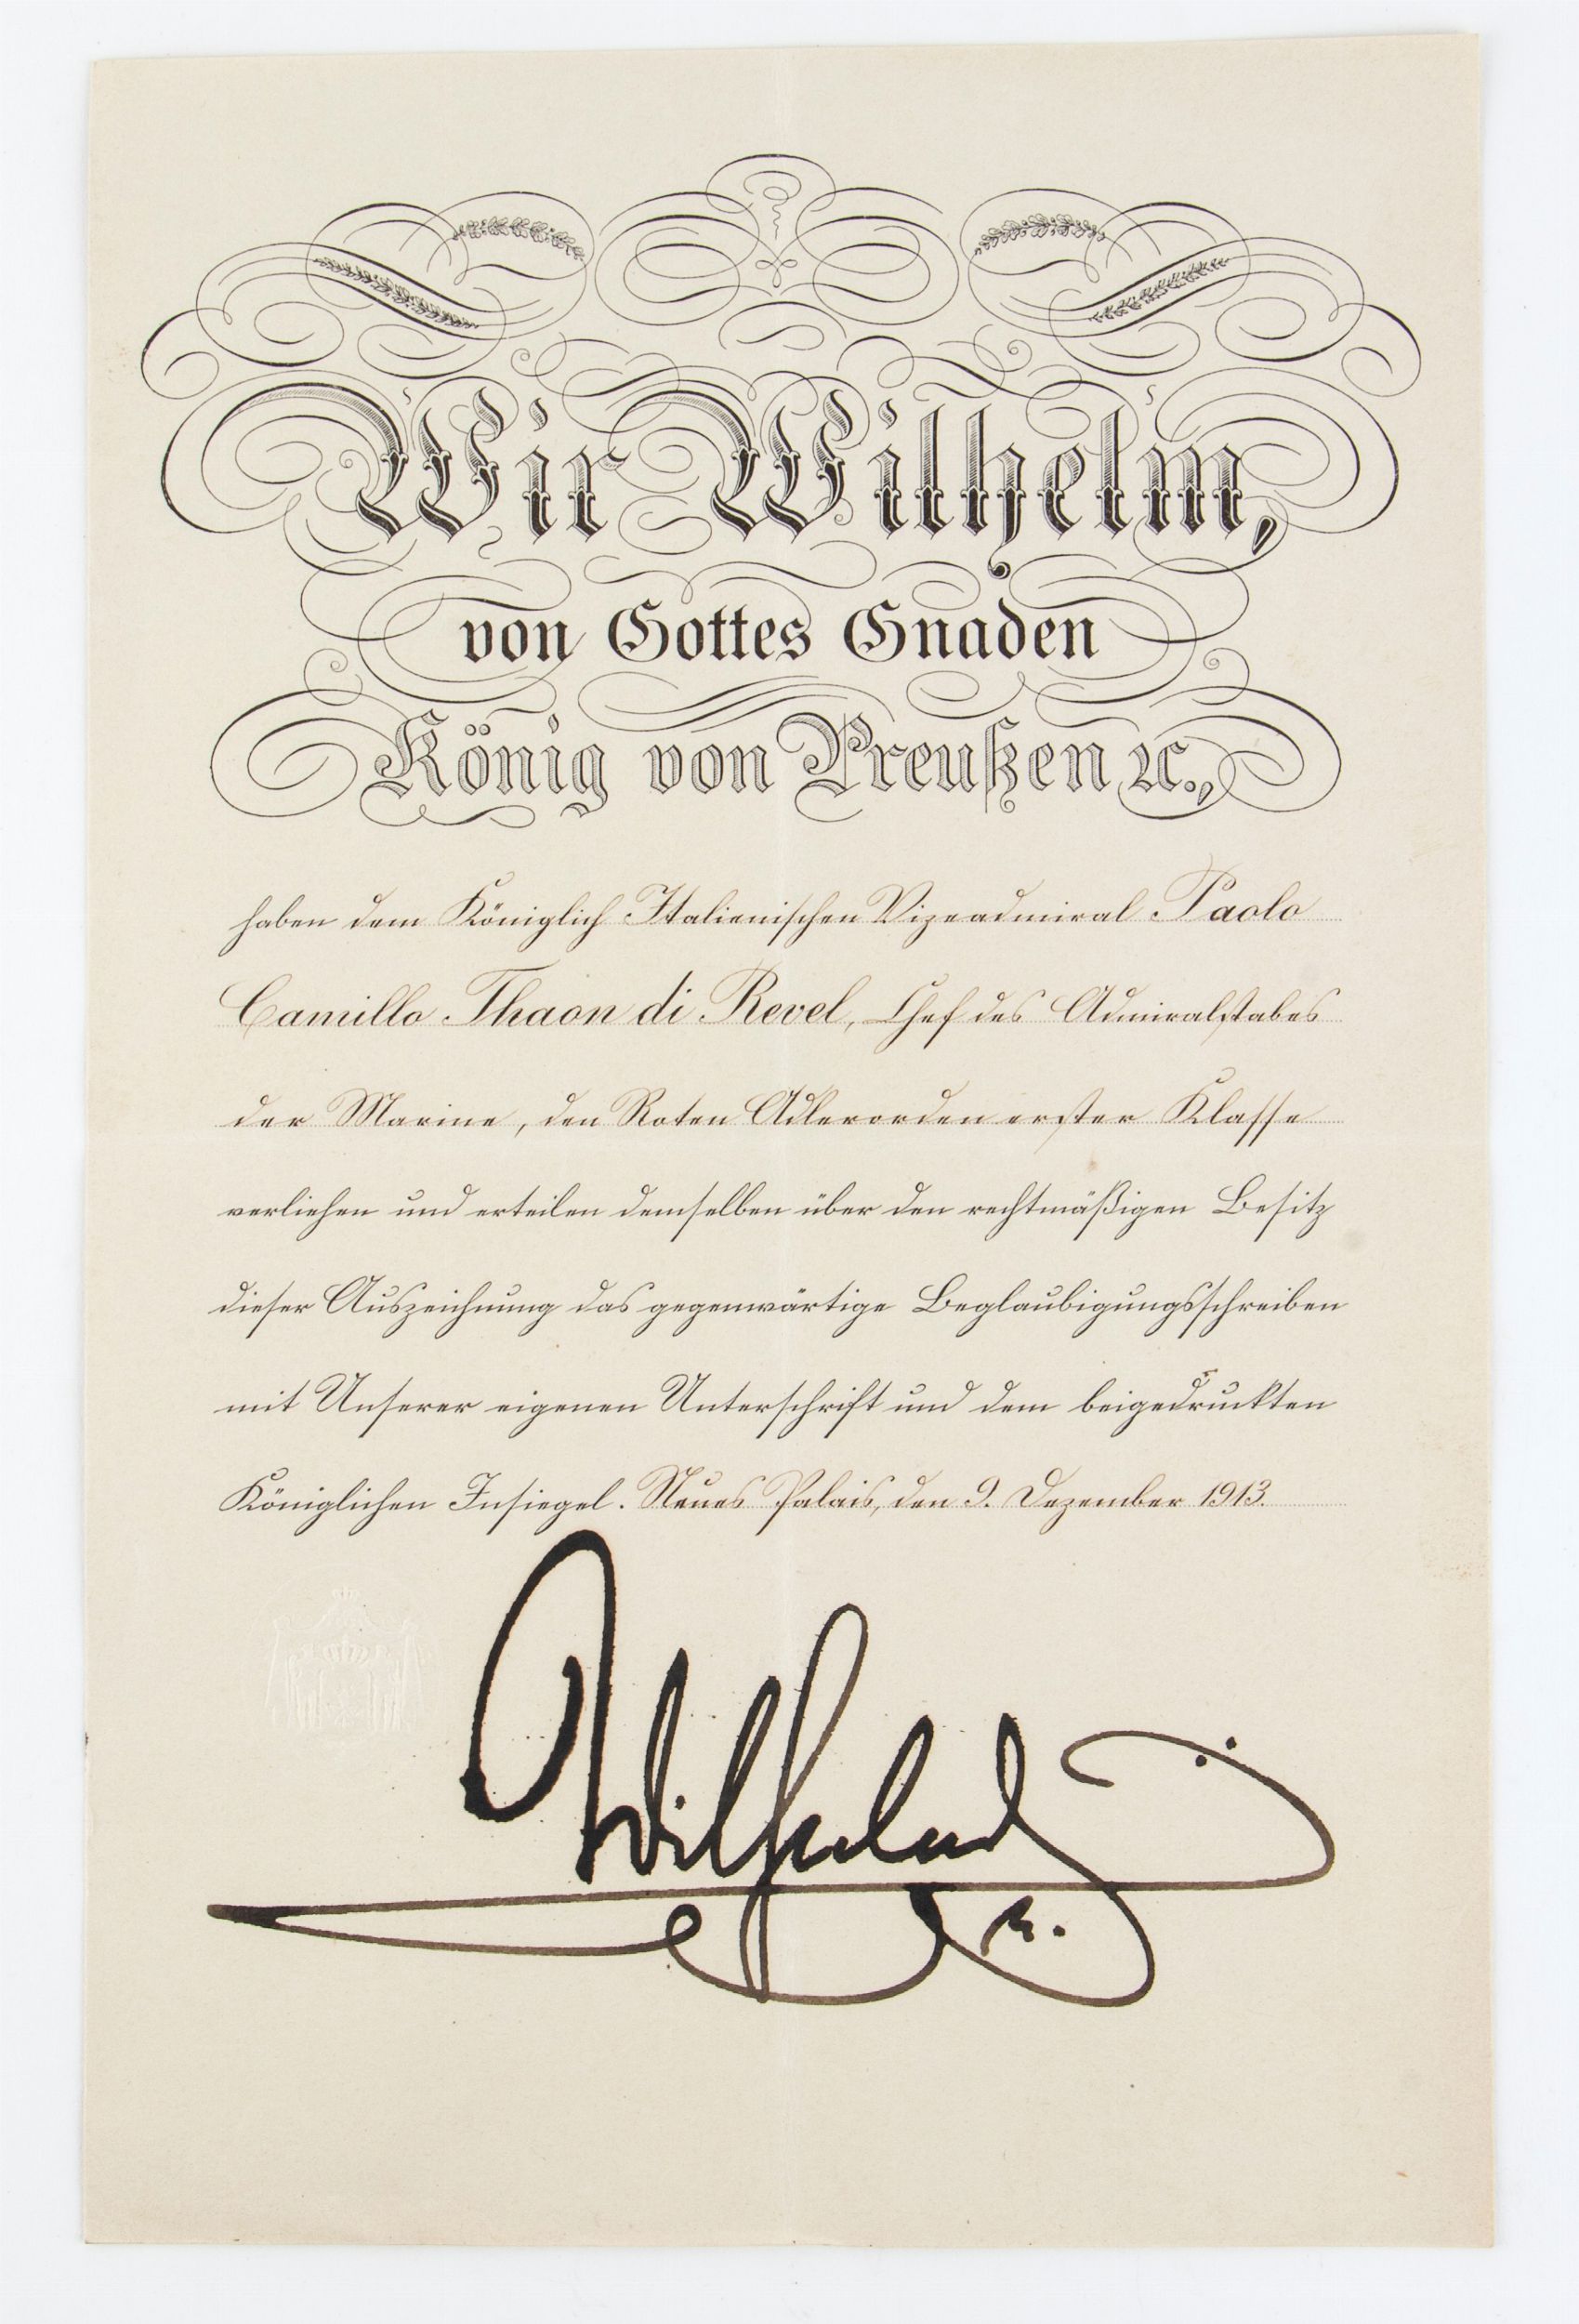 Wir Wilhelm,
von Gottes Gnaden
König von Preußen ꝛc.,
haben dem Königlich Italienischen Vizeadmiral Paolo
Camillo Thaon di Revel, Chef des Admiralstabes
der Marine, den Roten Adlerorden erster Klasse
verliehen und erteilen demselben über den rechtmäßigen Besitz
dieser Auszeichnung das gegenwärtige Beglaubigungsschreiben
mit Unserer eigenen Unterschrift und dem beigedruckten
Königlichen Insiegel. Neues Palais, den 9. Dezember 1913.
Wilhelm
R.